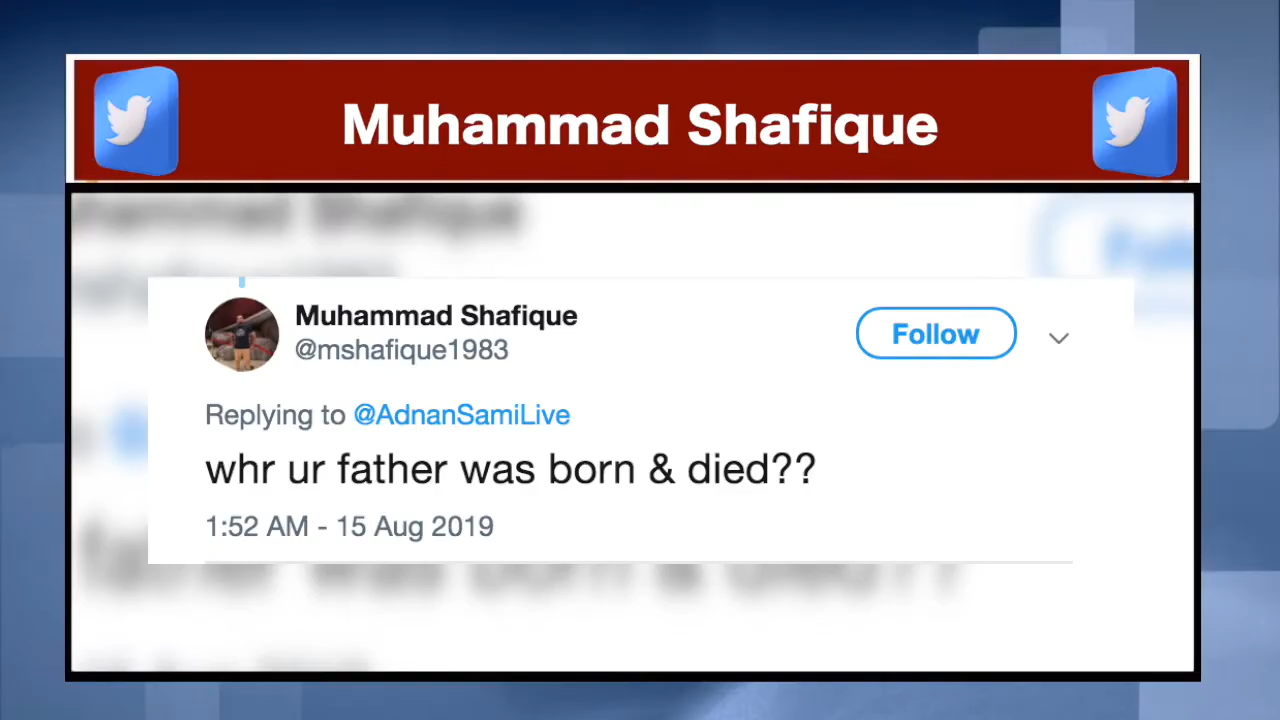 Muhammad Shafique
Muhammad Shafique
Follow
@mshafique1983
Replying to @AdnanSamiLive
whr ur father was born & died??
1:52 AM - 15 Aug 2019